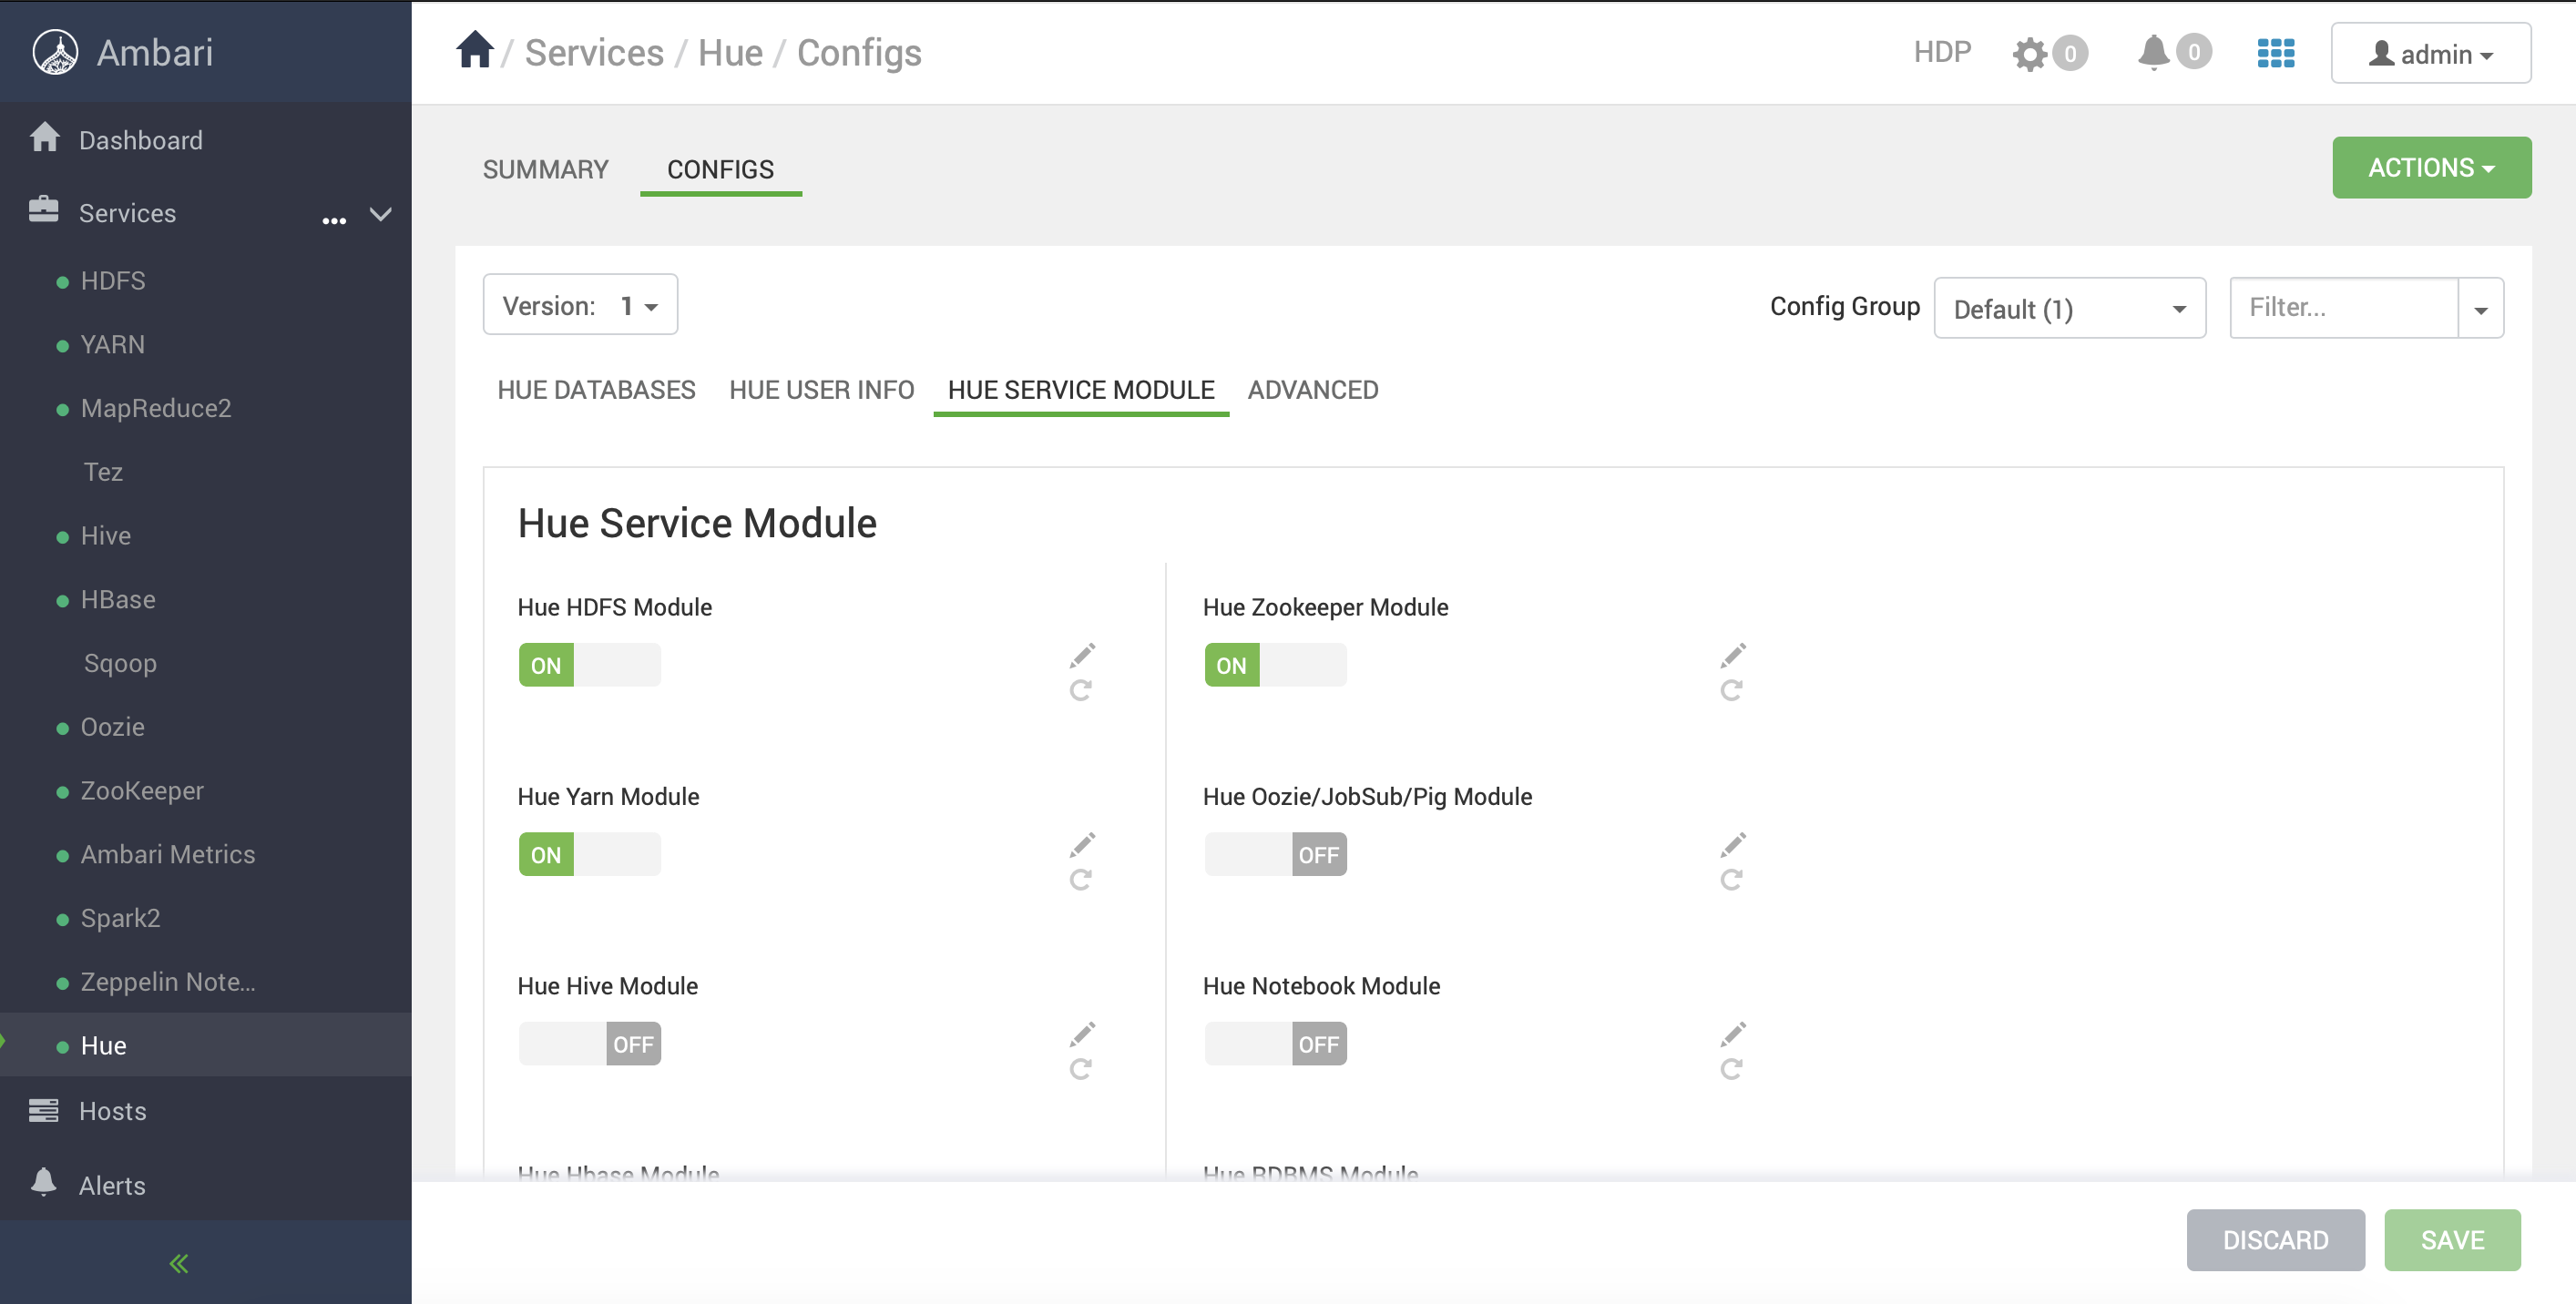 Ambari
/ Services / Hue / Configs
HDP 0 0 admin
Dashboard
Services ...
HDFS
YARN
MapReduce2
Tez
Hive
HBase
Sqoop
Oozie
ZooKeeper
Ambari Metrics
Spark2
Zeppelin Note...
Hue
Hosts
Alerts
SUMMARY CONFIGS
ACTIONS
Version: 1
Config Group Default (1) Filter...
HUE DATABASES HUE USER INFO HUE SERVICE MODULE ADVANCED
Hue Service Module
Hue HDFS Module
ON
Hue Yarn Module
ON
Hue Hive Module
OFF
Hue Hbase Module
Hue Zookeeper Module
ON
Hue Oozie/JobSub/Pig Module
OFF
Hue Notebook Module
OFF
Hue RDBMS Module
DISCARD SAVE